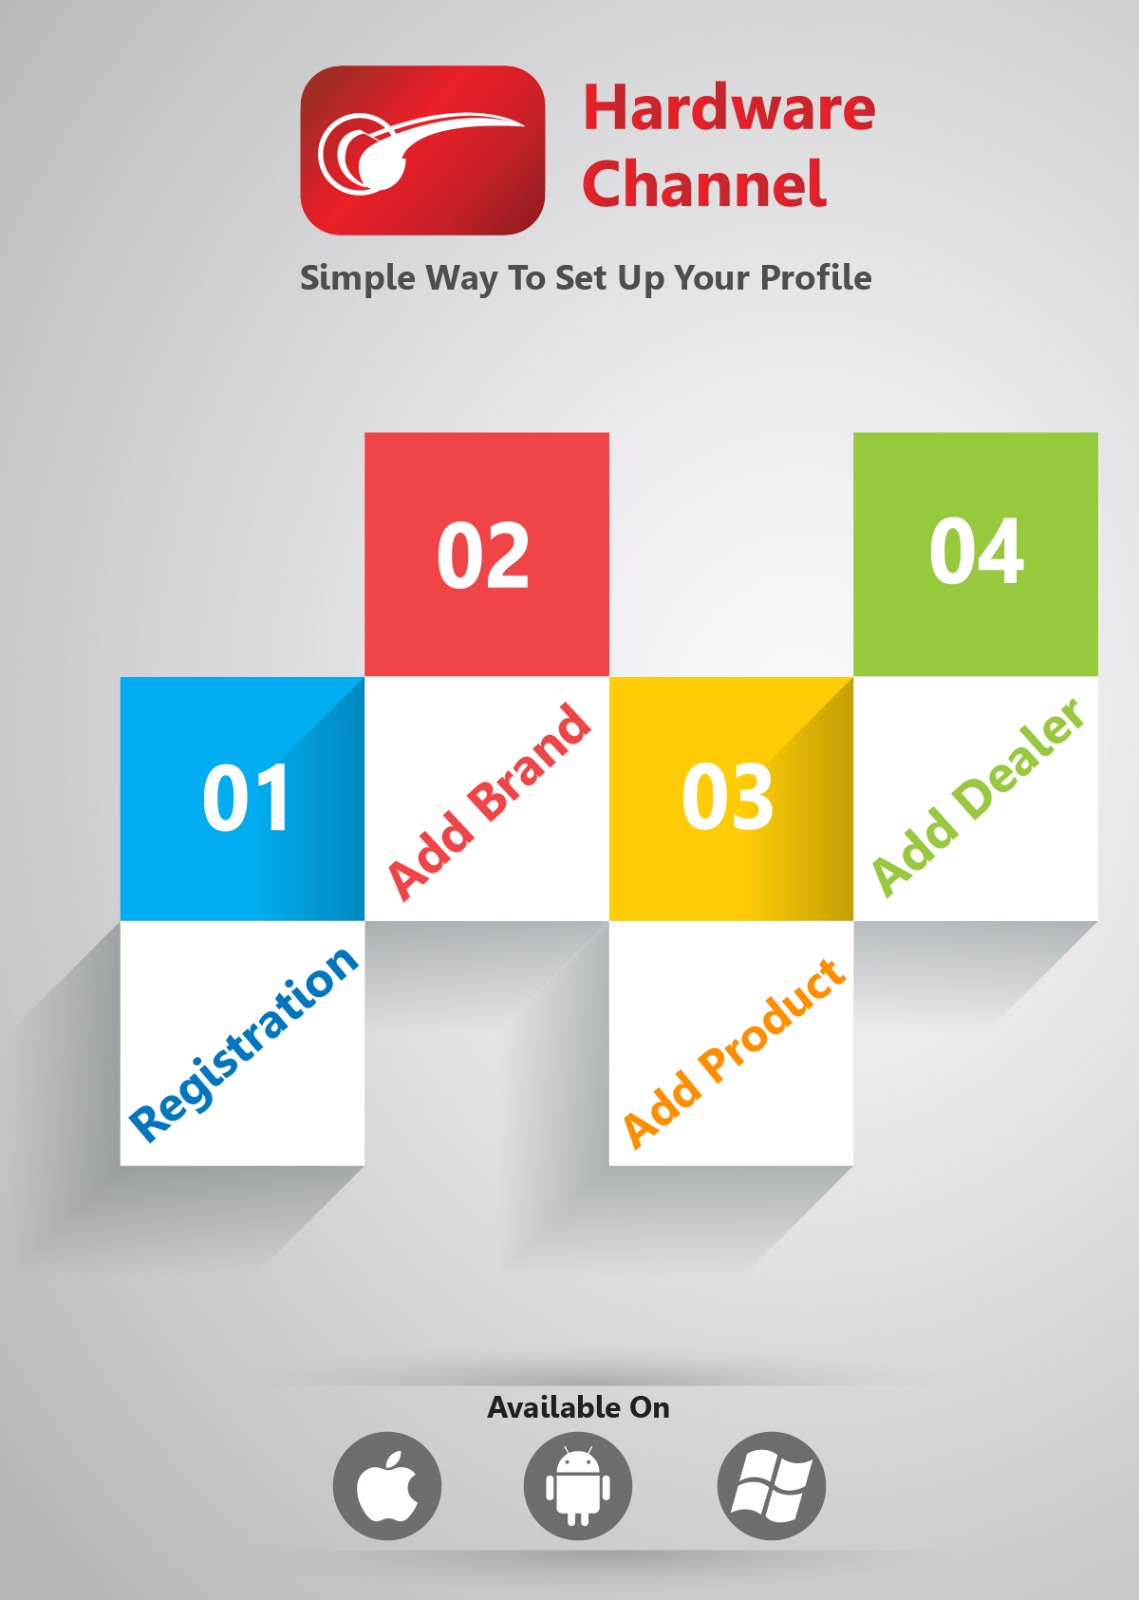 Hardware
Channel
Simple Way To Set Up Your Profile
01
Registration
02
Add Brand
03
Add Product
04
Add Dealer
Available On